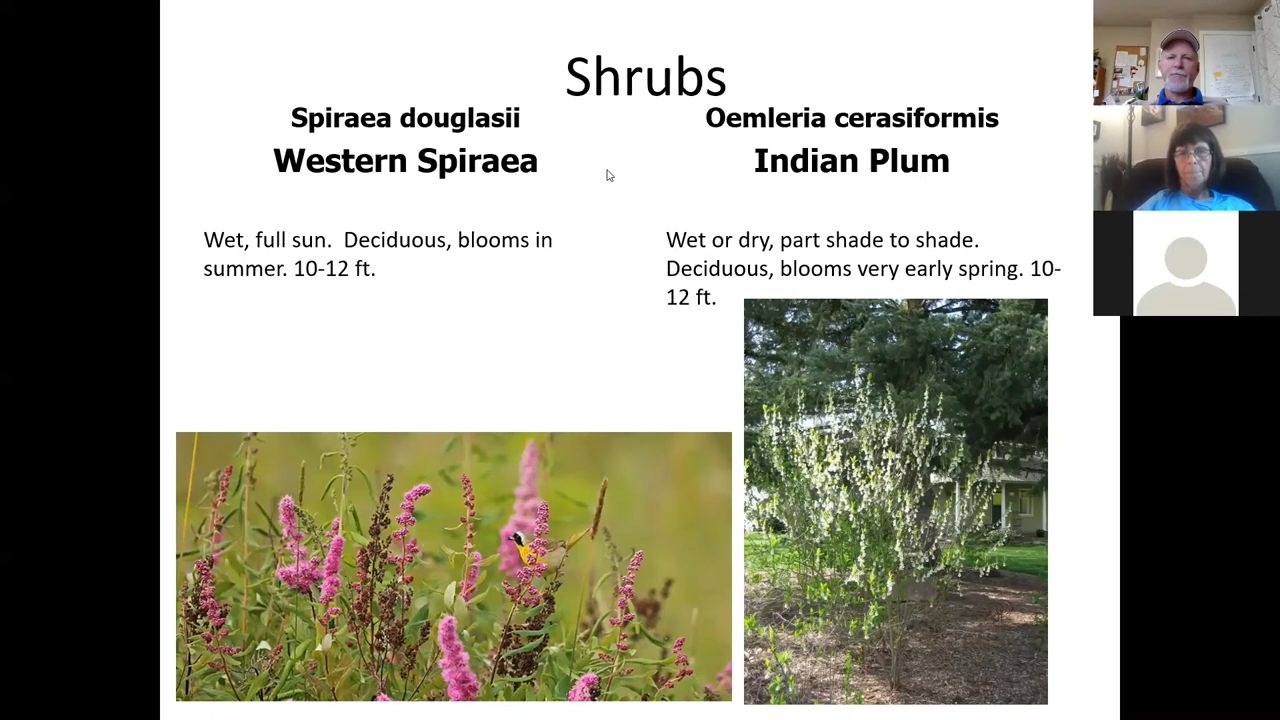 Shrubs
Spiraea douglasii
Western Spiraea
Wet, full sun.  Deciduous, blooms in
summer. 10-12 ft.
Oemleria cerasiformis
Indian Plum
Wet or dry, part shade to shade.
Deciduous, blooms very early spring. 10-
12 ft.